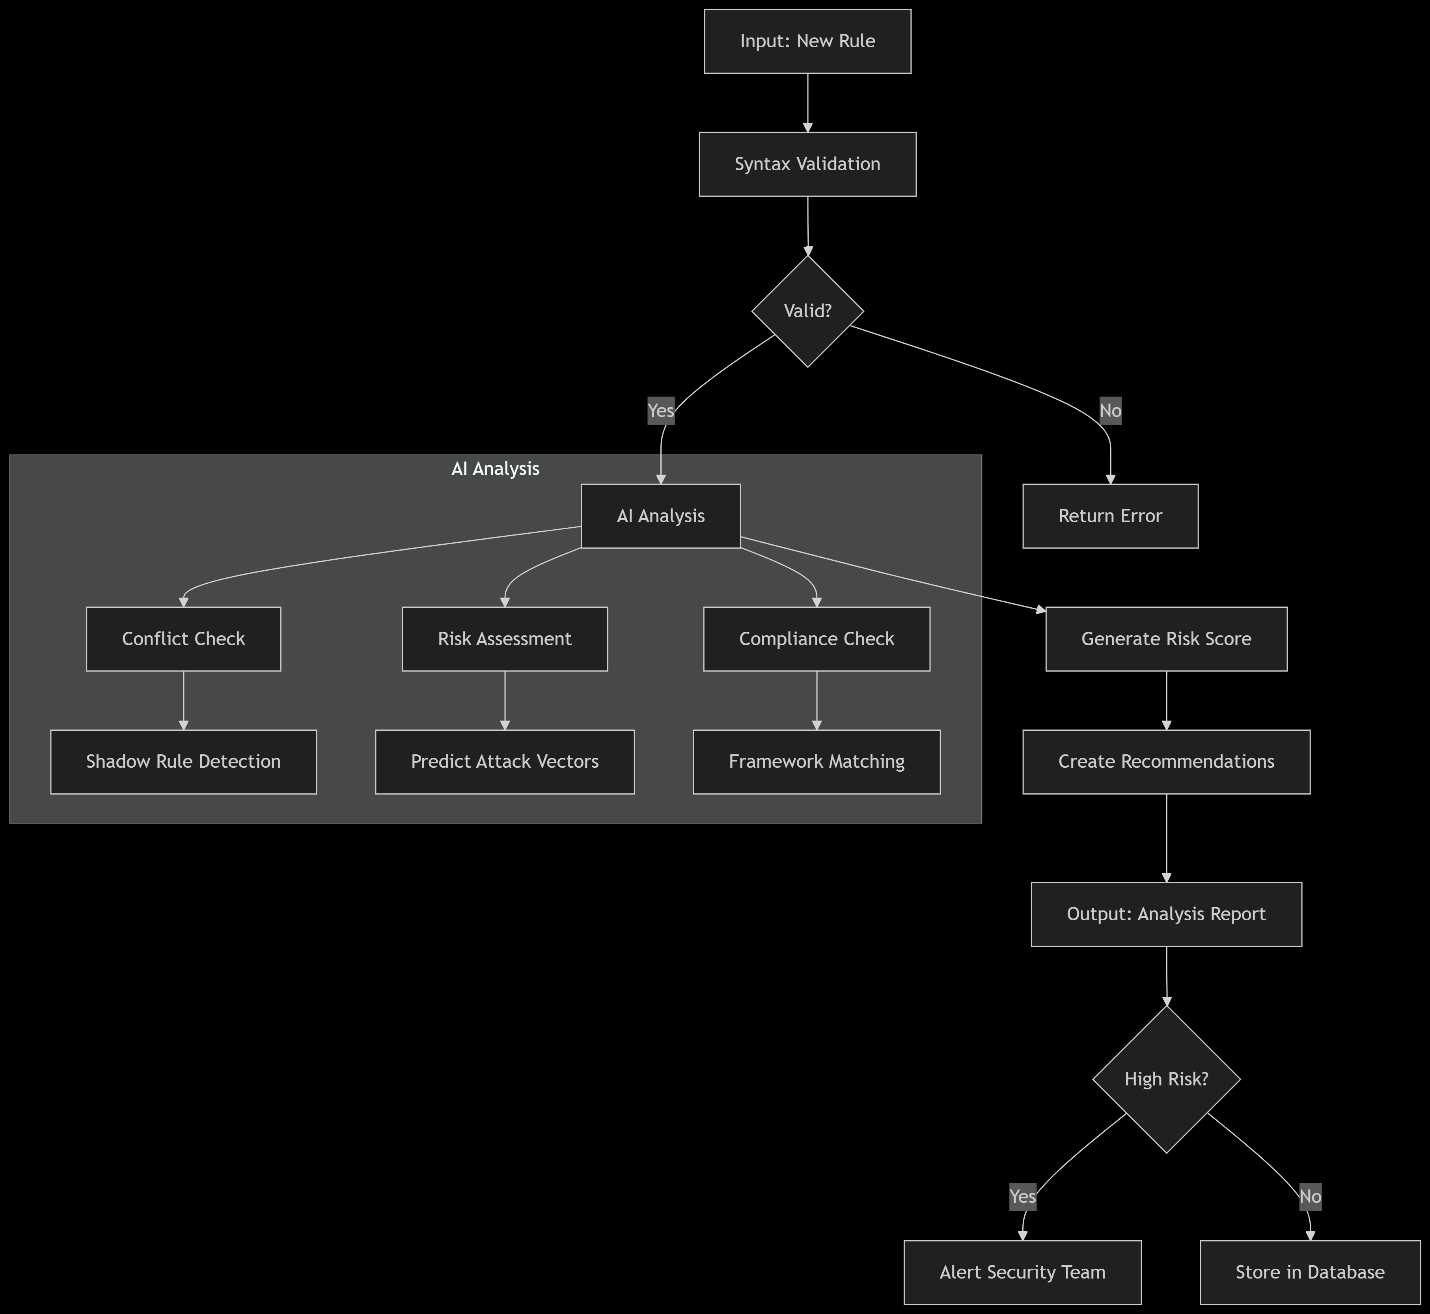 Input: New Rule
Syntax Validation
Valid?
Yes
No
AI Analysis
AI Analysis
Return Error
Conflict Check
Risk Assessment
Compliance Check
Generate Risk Score
Shadow Rule Detection
Predict Attack Vectors
Framework Matching
Create Recommendations
Output: Analysis Report
High Risk?
Yes
No
Alert Security Team
Store in Database